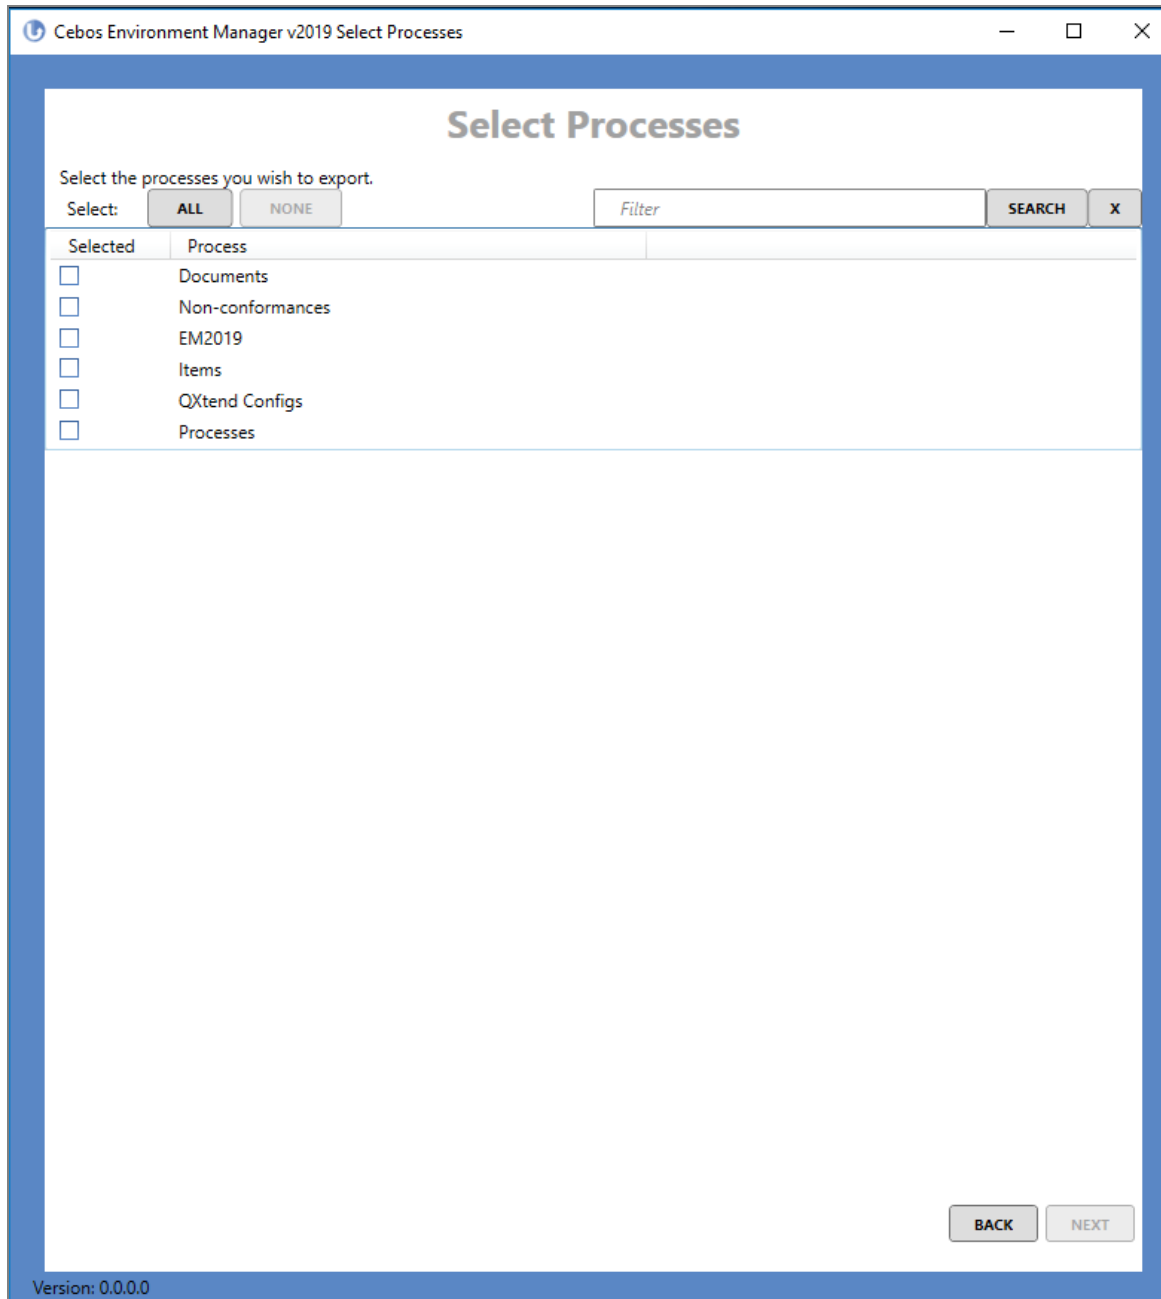 Cebos Environment Manager v2019 Select Processes
Select Processes
Select the processes you wish to export.
Select: ALL NONE Filter SEARCH X
Selected Process
Documents
Non-conformances
EM2019
Items
QXtend Configs
Processes
BACK NEXT
Version: 0.0.0.0